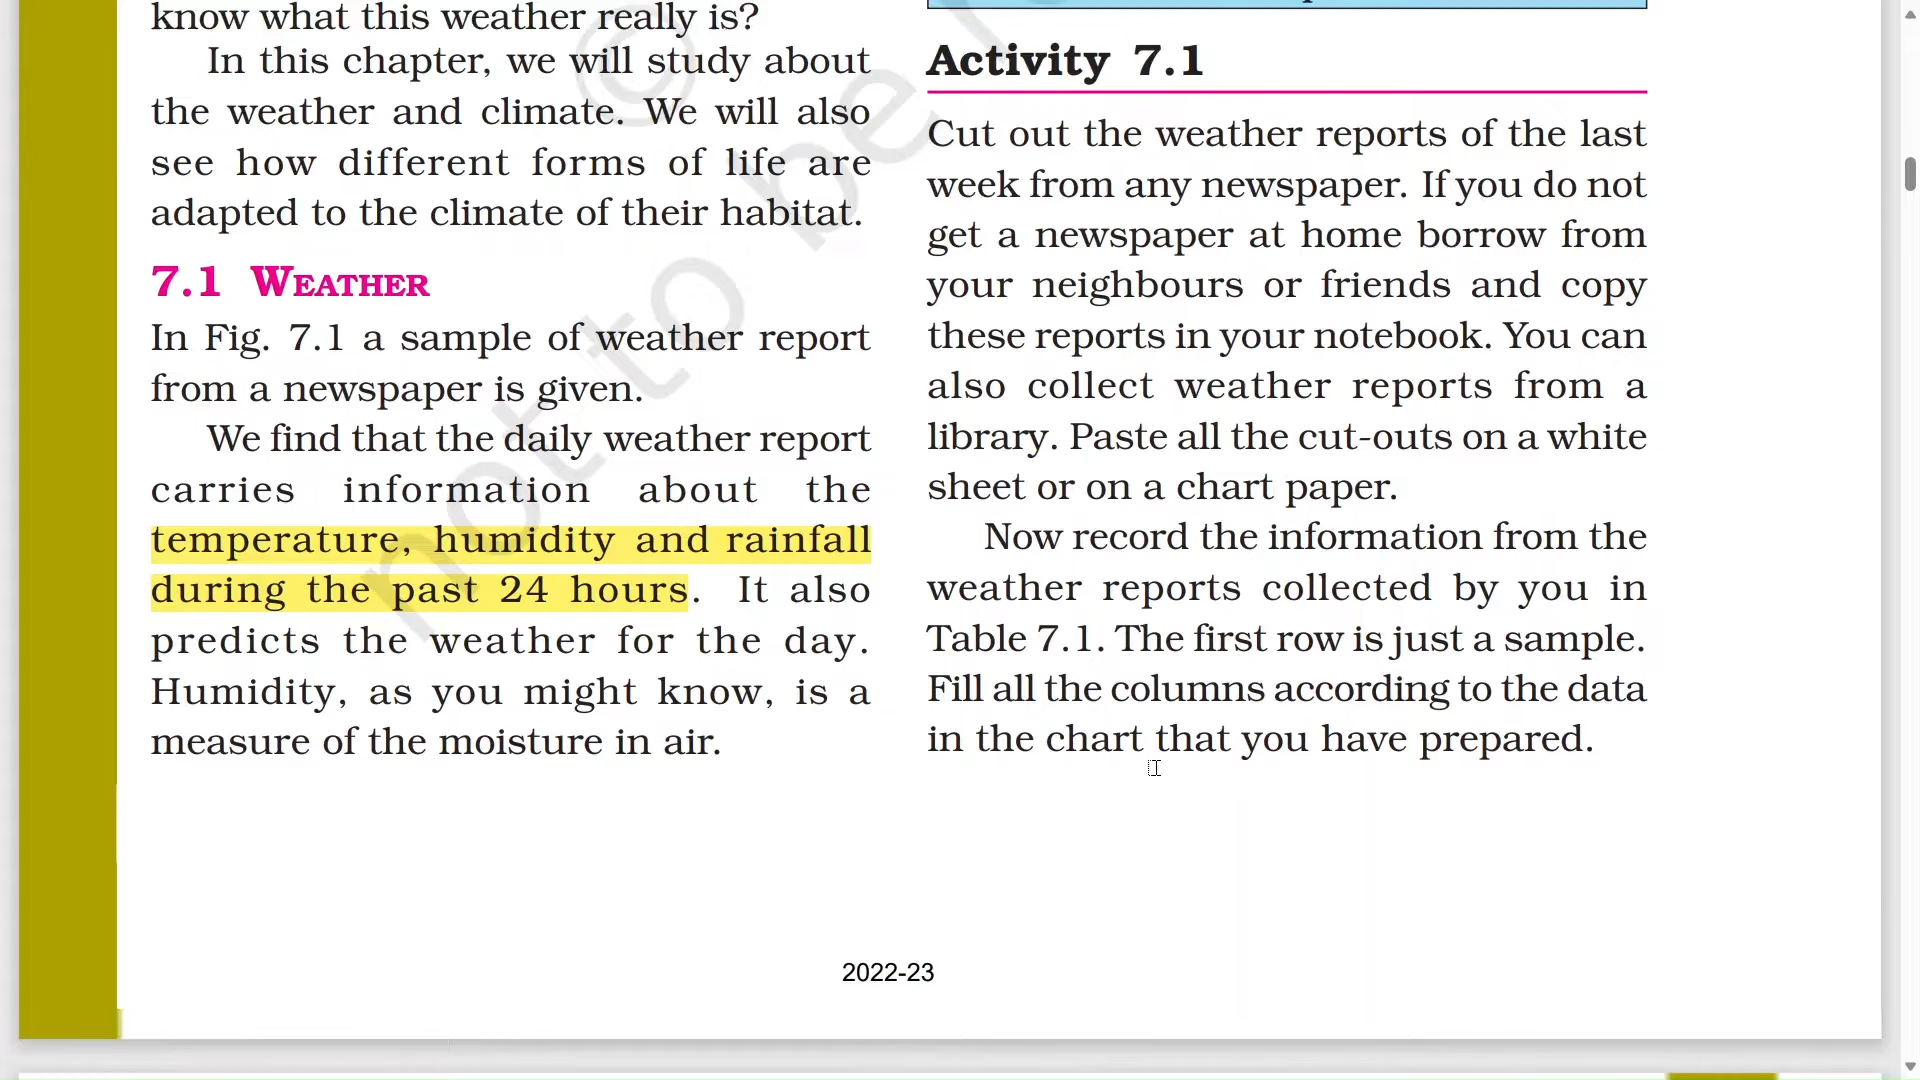 know what this weather really is?
In this chapter, we will study about
the weather and climate. We will also
see how different forms of life are
adapted to the climate of their habitat.
7.1 Weather
In Fig. 7.1 a sample of weather report
from a newspaper is given.
We find that the daily weather report
carries information about the
temperature, humidity and rainfall
during the past 24 hours. It also
predicts the weather for the day.
Humidity, as you might know, is a
measure of the moisture in air.
Activity 7.1
Cut out the weather reports of the last
week from any newspaper. If you do not
get a newspaper at home borrow from
your neighbours or friends and copy
these reports in your notebook. You can
also collect weather reports from a
library. Paste all the cut-outs on a white
sheet or on a chart paper.
Now record the information from the
weather reports collected by you in
Table 7.1. The first row is just a sample.
Fill all the columns according to the data
in the chart that you have prepared.
© not to be
2022-23